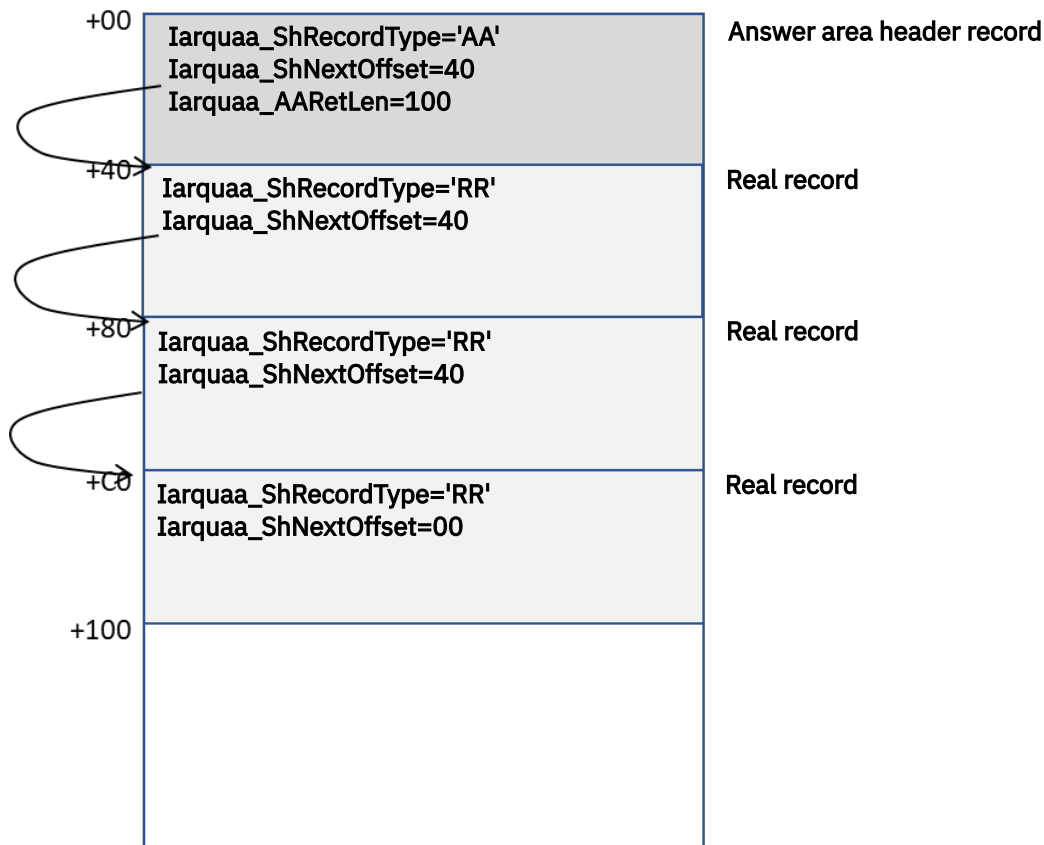 +00
Iarquaa_ShRecordType='AA'
Answer area header record
Iarquaa_ShNextOffset=40
Iarquaa_AARetLen=100
+40
Iarquaa_ShRecordType='RR'
Real record
Iarquaa_ShNextOffset=40
+80
Iarquaa_ShRecordType='RR'
Real record
Iarquaa_ShNextOffset=40
+C0
Iarquaa_ShRecordType='RR'
Real record
Iarquaa_ShNextOffset=00
+100